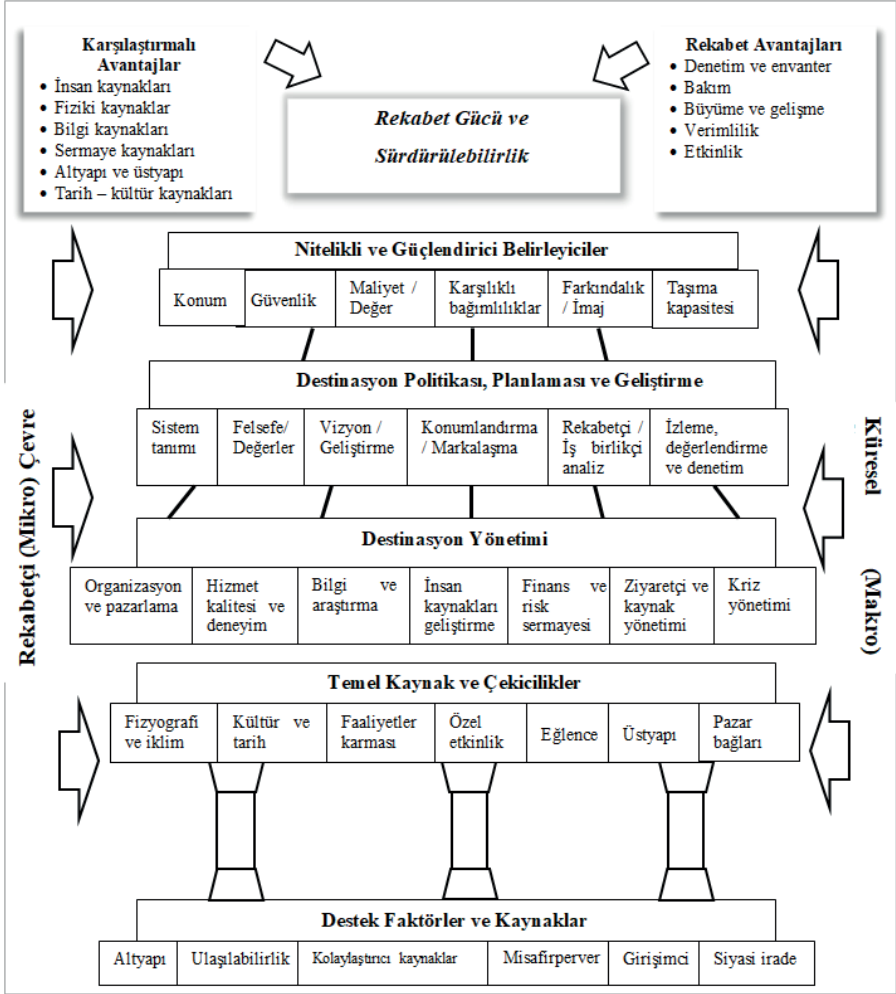 Karşılaştırmalı
Avantajlar
• İnsan kaynakları
• Fiziki kaynaklar
• Bilgi kaynakları
• Sermaye kaynakları
• Altyapı ve üstyapı
• Tarih – kültür kaynakları
Rekabet Gücü ve
Sürdürülebilirlik
Rekabet Avantajları
• Denetim ve envanter
• Bakım
• Büyüme ve gelişme
• Verimlilik
• Etkinlik
Nitelikli ve Güçlendirici Belirleyiciler
Konum
Güvenlik
Maliyet /
Değer
Karşılıklı
bağımlılıklar
Farkındalık
/ İmaj
Taşıma
kapasitesi
Destinasyon Politikası, Planlaması ve Geliştirme
Sistem
tanımı
Felsefe/
Değerler
Vizyon /
Geliştirme
Konumlandırma
/ Markalaşma
Rekabetçi /
İş birlikçi
analiz
İzleme,
değerlendirme
ve denetim
Destinasyon Yönetimi
Organizasyon
ve pazarlama
Hizmet
kalitesi ve
deneyim
Bilgi ve
araştırma
İnsan
kaynakları
geliştirme
Finans ve
risk
sermayesi
Ziyaretçi ve
kaynak
yönetimi
Kriz
yönetimi
Temel Kaynak ve Çekicilikler
Fizyografi
ve iklim
Kültür ve
tarih
Faaliyetler
karması
Özel
etkinlik
Eğlence
Üstyapı
Pazar
bağları
Destek Faktörler ve Kaynaklar
Altyapı
Ulaşılabilirlik
Kolaylaştırıcı kaynaklar
Misafirperver
Girişimci
Siyasi irade
Rekabetçi (Mikro) Çevre
Küresel (Makro)